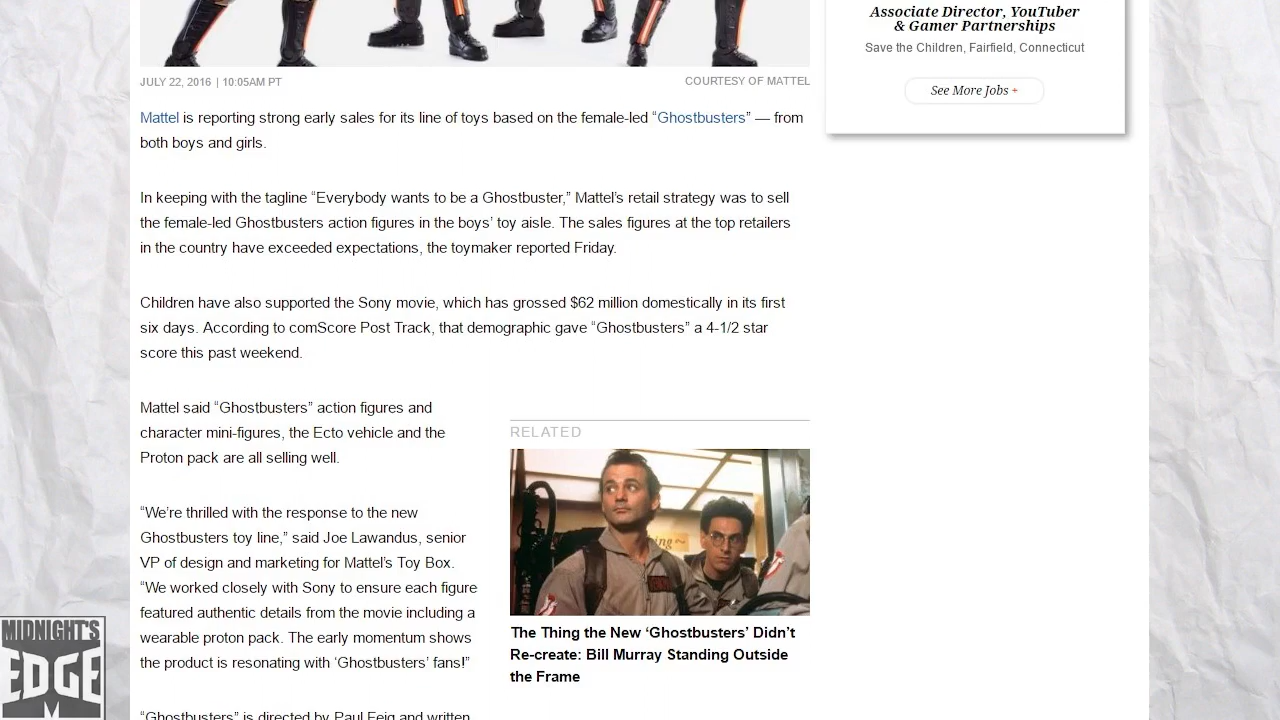 Associate Director, YouTuber
& Gamer Partnerships
Save the Children, Fairfield, Connecticut
See More Jobs +
JULY 22, 2016 | 10:05AM PT
COURTESY OF MATTEL
Mattel is reporting strong early sales for its line of toys based on the female-led “Ghostbusters” — from
both boys and girls.
In keeping with the tagline “Everybody wants to be a Ghostbuster,” Mattel’s retail strategy was to sell
the female-led Ghostbusters action figures in the boys’ toy aisle. The sales figures at the top retailers
in the country have exceeded expectations, the toymaker reported Friday.
Children have also supported the Sony movie, which has grossed $62 million domestically in its first
six days. According to comScore Post Track, that demographic gave “Ghostbusters” a 4-1/2 star
score this past weekend.
Mattel said “Ghostbusters” action figures and
character mini-figures, the Ecto vehicle and the
Proton pack are all selling well.
“We’re thrilled with the response to the new
Ghostbusters toy line,” said Joe Lawandus, senior
VP of design and marketing for Mattel’s Toy Box.
“We worked closely with Sony to ensure each figure
featured authentic details from the movie including a
wearable proton pack. The early momentum shows
the product is resonating with ‘Ghostbusters’ fans!”
“Ghostbusters” is directed by Paul Feig and written
RELATED
The Thing the New ‘Ghostbusters’ Didn’t
Re-create: Bill Murray Standing Outside
the Frame
MIDNIGHT'S
EDGE